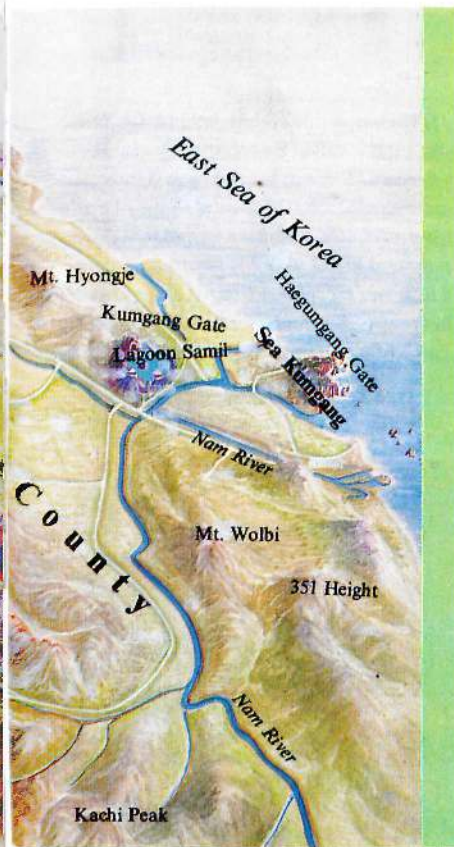 East Sea of Korea
Mt. Hyongje
Haegumgang Gate
Kumgang Gate
Sea Kumgang
Lagoon Samil
Nam River
County
Mt. Wolbi
351 Height
Nam River
Kachi Peak